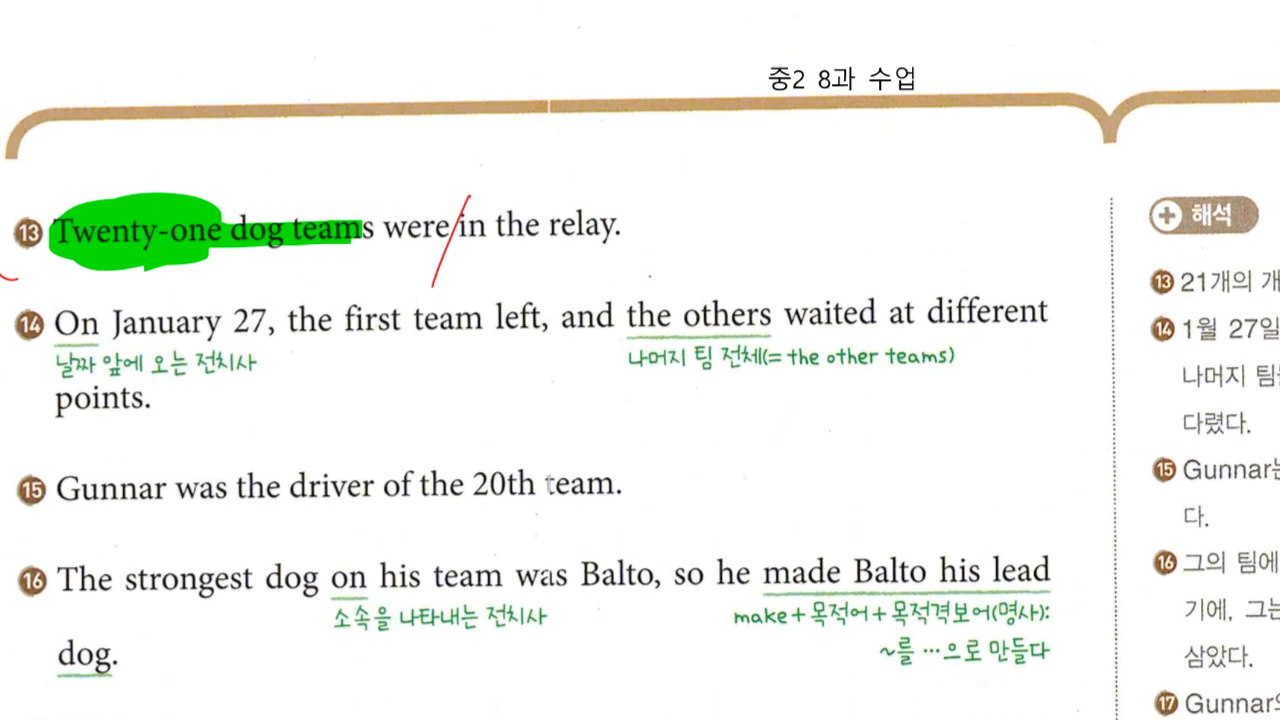 중2 8과 수업
13 Twenty-one dog teams were in the relay.
14 On January 27, the first team left, and the others waited at different
날짜 앞에 오는 전치사
나머지 팀 전체(= the other teams)
points.
15 Gunnar was the driver of the 20th team.
16 The strongest dog on his team was Balto, so he made Balto his lead
소속을 나타내는 전치사
make+목적어+목적격보어(명사):
dog.
~를 …으로 만들다
해석
13 21개의 개
14 1월 27일
나머지 팀
다렸다.
15 Gunnar는
다.
16 그의 팀에
기에, 그는
삼았다.
17 Gunnar